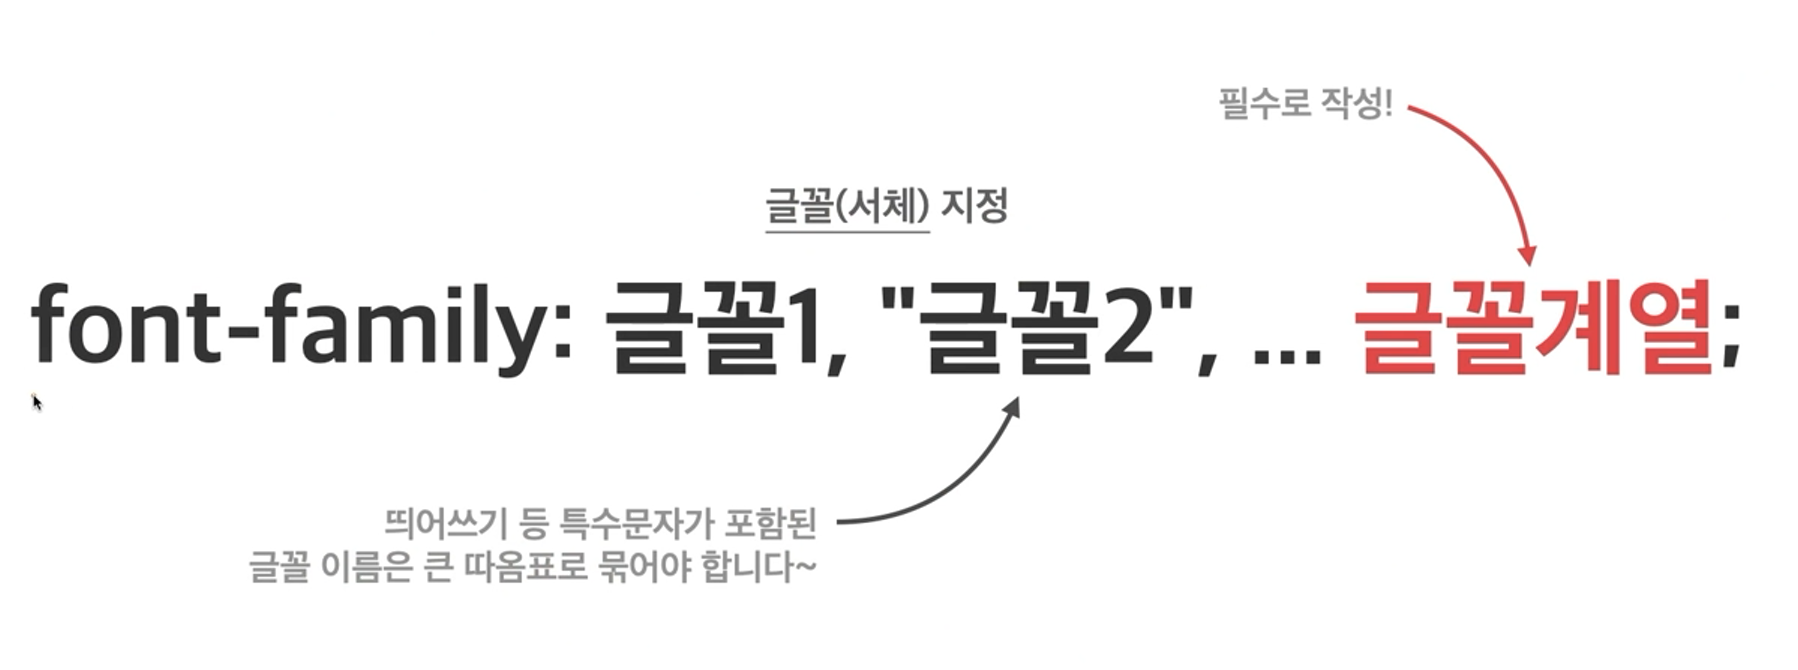 필수로 작성!
글꼴(서체) 지정
font-family: 글꼴1, "글꼴2", ... 글꼴계열;
띄어쓰기 등 특수문자가 포함된
글꼴 이름은 큰 따옴표로 묶어야 합니다~